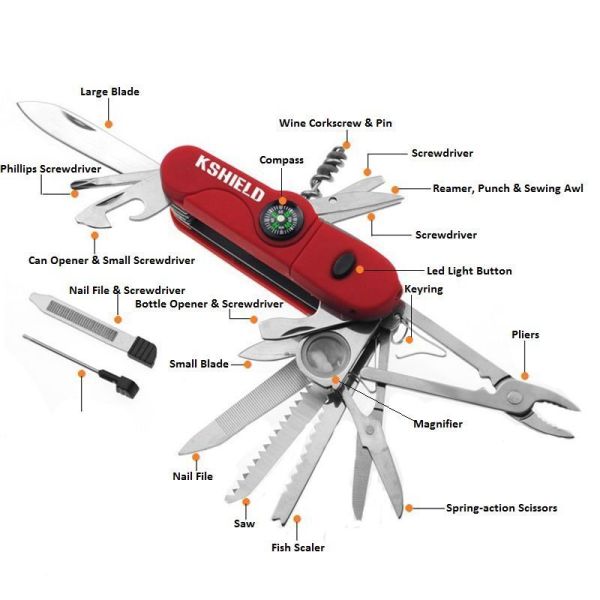 Large Blade
Wine Corkscrew & Pin
Compass
Screwdriver
Phillips Screwdriver
KSHIELD
Reamer, Punch & Sewing Awl
Screwdriver
Can Opener & Small Screwdriver
Led Light Button
Nail File & Screwdriver
Keyring
Bottle Opener & Screwdriver
Pliers
Small Blade
Magnifier
Nail File
Spring-action Scissors
Saw
Fish Scaler